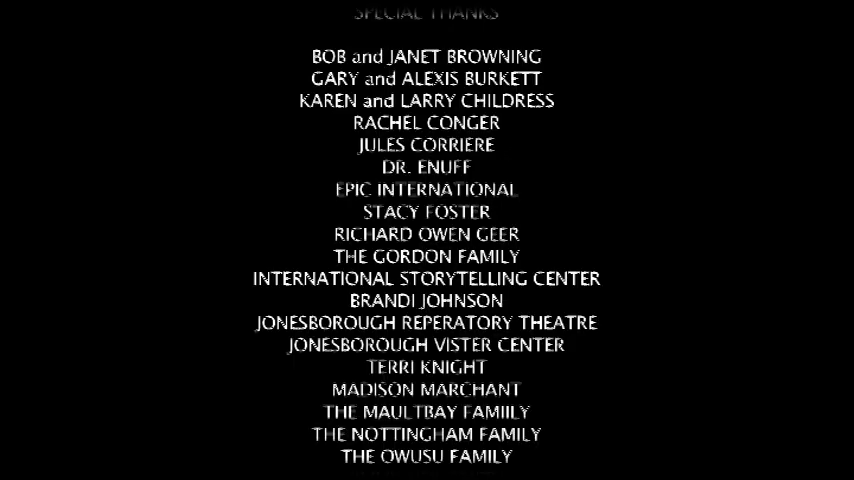 SPECIAL THANKS
BOB and JANET BROWNING
GARY and ALEXIS BURKETT
KAREN and LARRY CHILDRESS
RACHEL CONGER
JULES CORRIERE
DR. ENUFF
EPIC INTERNATIONAL
STACY FOSTER
RICHARD OWEN GEER
THE GORDON FAMILY
INTERNATIONAL STORYTELLING CENTER
BRANDI JOHNSON
JONESBOROUGH REPERATORY THEATRE
JONESBOROUGH VISTER CENTER
TERRI KNIGHT
MADISON MARCHANT
THE MAULTBAY FAMIILY
THE NOTTINGHAM FAMILY
THE OWUSU FAMILY